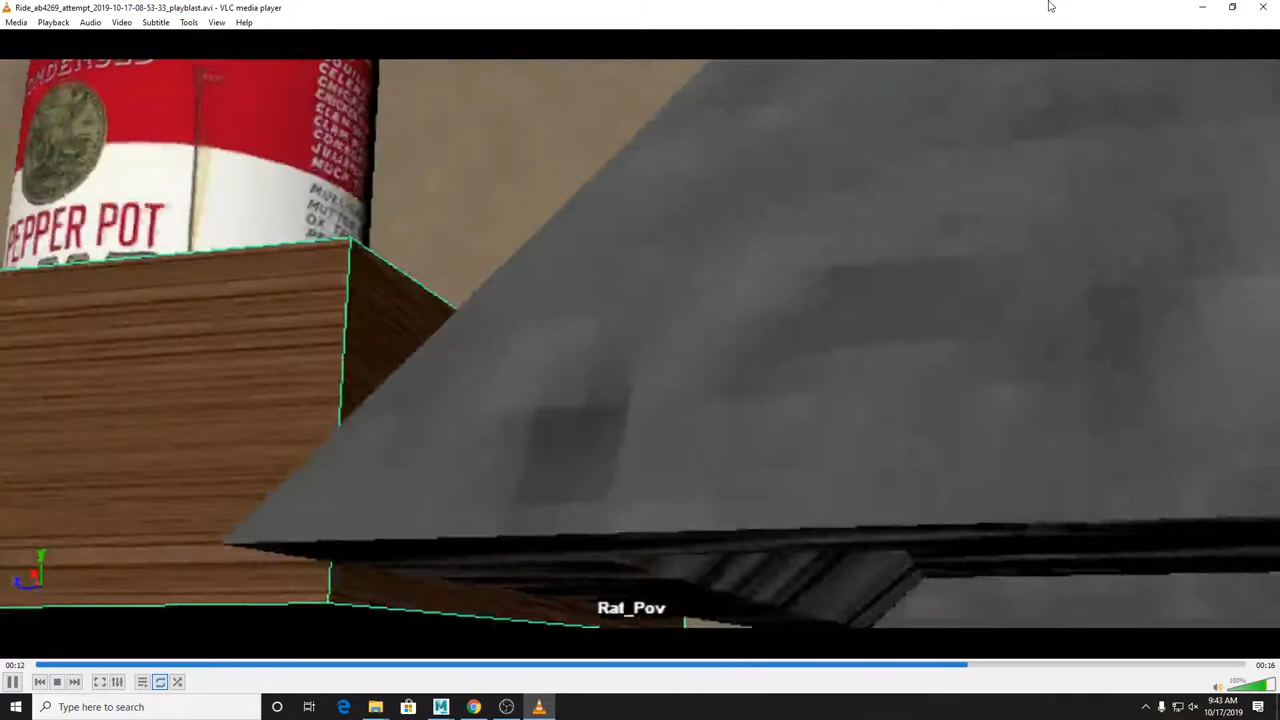 Ride_ab4269_attempt_2019-10-17-08-53-33_playblast.avi - VLC media player
Media Playback Audio Video Subtitle Tools View Help
PEPPER POT
Rat_Pov
y
z
00:12
00:16
100%
Type here to search
9:43 AM
10/17/2019